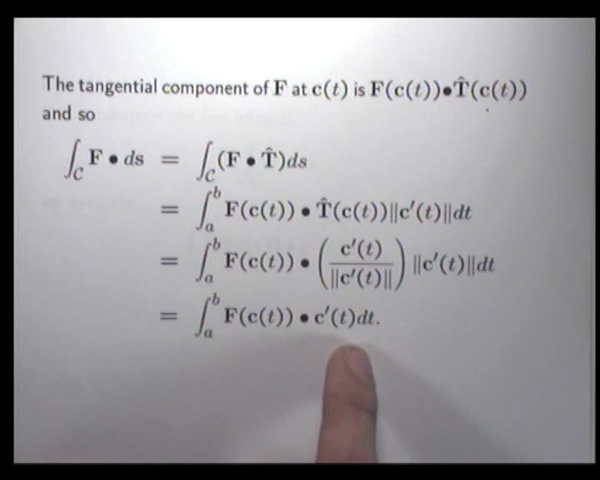 The tangential component of F at c(t) is F(c(t))•T̂(c(t))
and so
∫_C F • ds = ∫_C (F • T̂)ds
= ∫_a^b F(c(t)) • T̂(c(t))‖c′(t)‖dt
= ∫_a^b F(c(t)) • (c′(t)/‖c′(t)‖) ‖c′(t)‖dt
= ∫_a^b F(c(t)) • c′(t)dt.